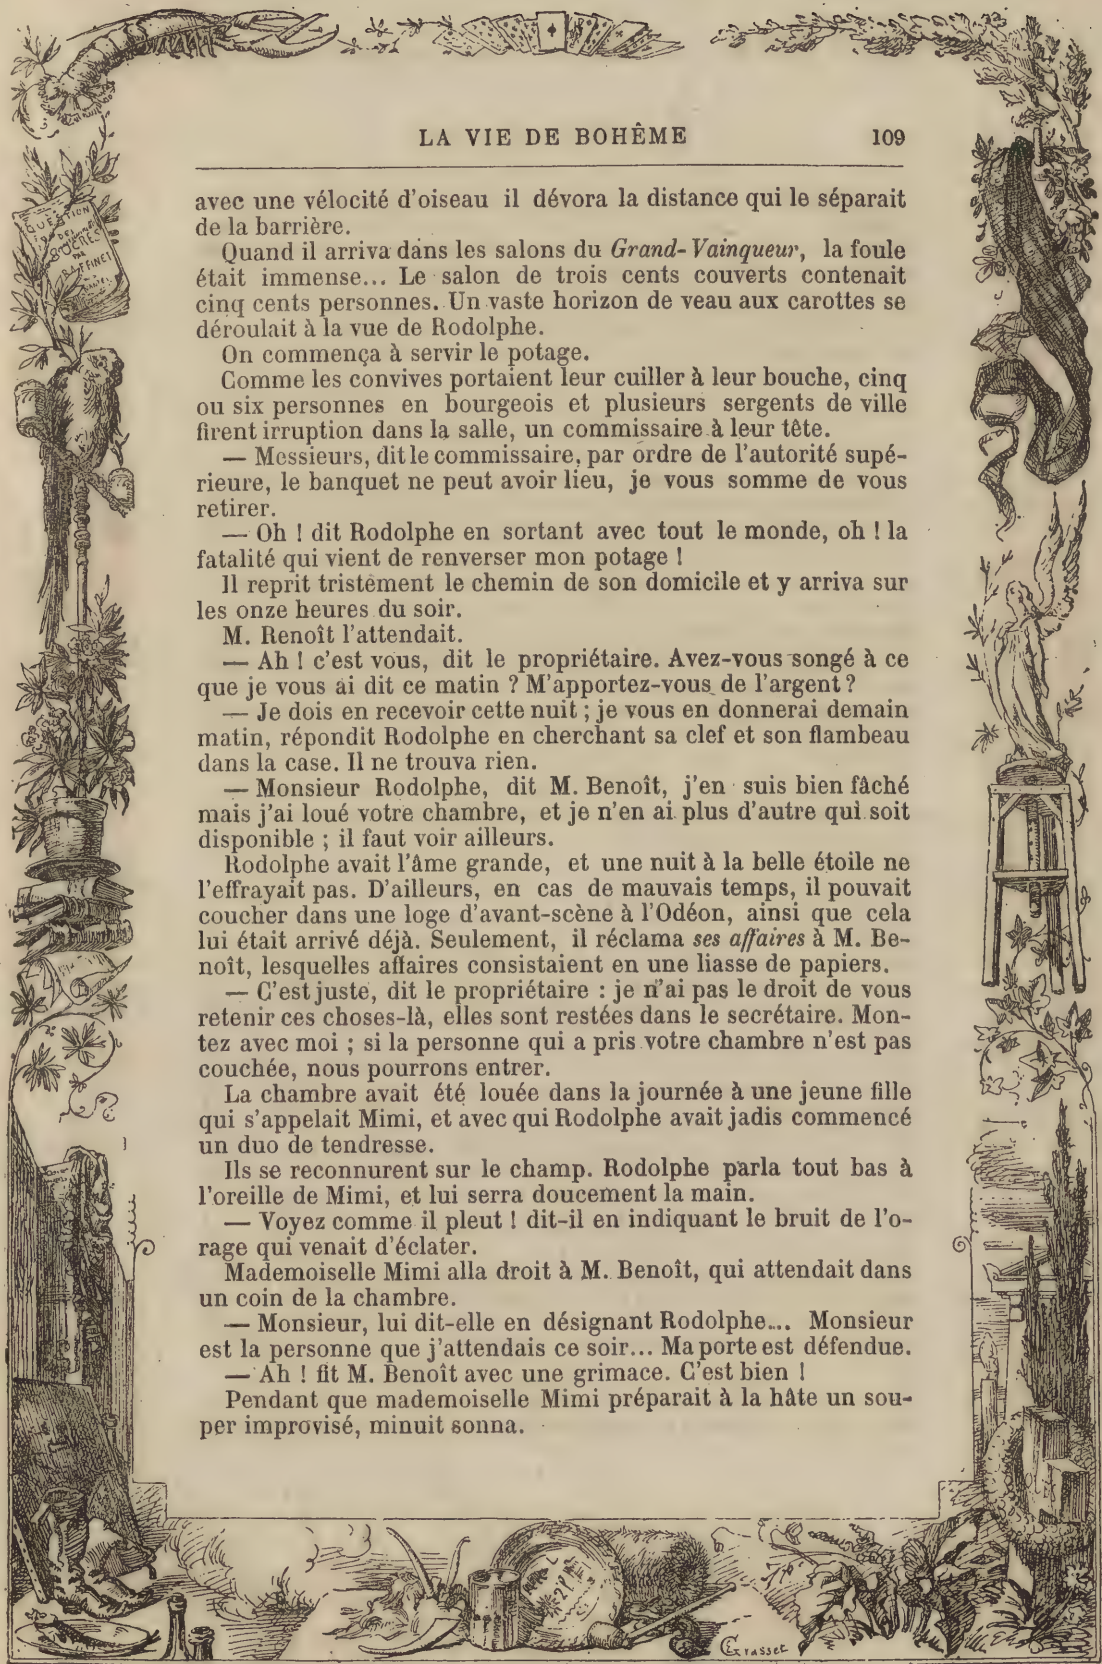 LA VIE DE BOHÊME 109
avec une vélocité d'oiseau il dévora la distance qui le séparait
de la barrière.
Quand il arriva dans les salons du Grand-Vainqueur, la foule
était immense... Le salon de trois cents couverts contenait
cinq cents personnes. Un vaste horizon de veau aux carottes se
déroulait à la vue de Rodolphe.
On commença à servir le potage.
Comme les convives portaient leur cuiller à leur bouche, cinq
ou six personnes en bourgeois et plusieurs sergents de ville
firent irruption dans la salle, un commissaire à leur tête.
— Messieurs, dit le commissaire, par ordre de l'autorité supé-
rieure, le banquet ne peut avoir lieu, je vous somme de vous
retirer.
— Oh ! dit Rodolphe en sortant avec tout le monde, oh ! la
fatalité qui vient de renverser mon potage !
Il reprit tristement le chemin de son domicile et y arriva sur
les onze heures du soir.
M. Renoît l'attendait.
— Ah ! c'est vous, dit le propriétaire. Avez-vous songé à ce
que je vous ai dit ce matin ? M'apportez-vous de l'argent ?
— Je dois en recevoir cette nuit ; je vous en donnerai demain
matin, répondit Rodolphe en cherchant sa clef et son flambeau
dans la case. Il ne trouva rien.
— Monsieur Rodolphe, dit M. Benoît, j'en suis bien fâché
mais j'ai loué votre chambre, et je n'en ai plus d'autre qui soit
disponible ; il faut voir ailleurs.
Rodolphe avait l'âme grande, et une nuit à la belle étoile ne
l'effrayait pas. D'ailleurs, en cas de mauvais temps, il pouvait
coucher dans une loge d'avant-scène à l'Odéon, ainsi que cela
lui était arrivé déjà. Seulement, il réclama ses affaires à M. Be-
noît, lesquelles affaires consistaient en une liasse de papiers.
— C'est juste, dit le propriétaire : je n'ai pas le droit de vous
retenir ces choses-là, elles sont restées dans le secrétaire. Mon-
tez avec moi ; si la personne qui a pris votre chambre n'est pas
couchée, nous pourrons entrer.
La chambre avait été louée dans la journée à une jeune fille
qui s'appelait Mimi, et avec qui Rodolphe avait jadis commencé
un duo de tendresse.
Ils se reconnurent sur le champ. Rodolphe parla tout bas à
l'oreille de Mimi, et lui serra doucement la main.
— Voyez comme il pleut ! dit-il en indiquant le bruit de l'o-
rage qui venait d'éclater.
Mademoiselle Mimi alla droit à M. Benoît, qui attendait dans
un coin de la chambre.
— Monsieur, lui dit-elle en désignant Rodolphe... Monsieur
est la personne que j'attendais ce soir... Ma porte est défendue.
— Ah ! fit M. Benoît avec une grimace. C'est bien !
Pendant que mademoiselle Mimi préparait à la hâte un sou-
per improvisé, minuit sonna.
QUESTION
DES
SUCRES
Grasset